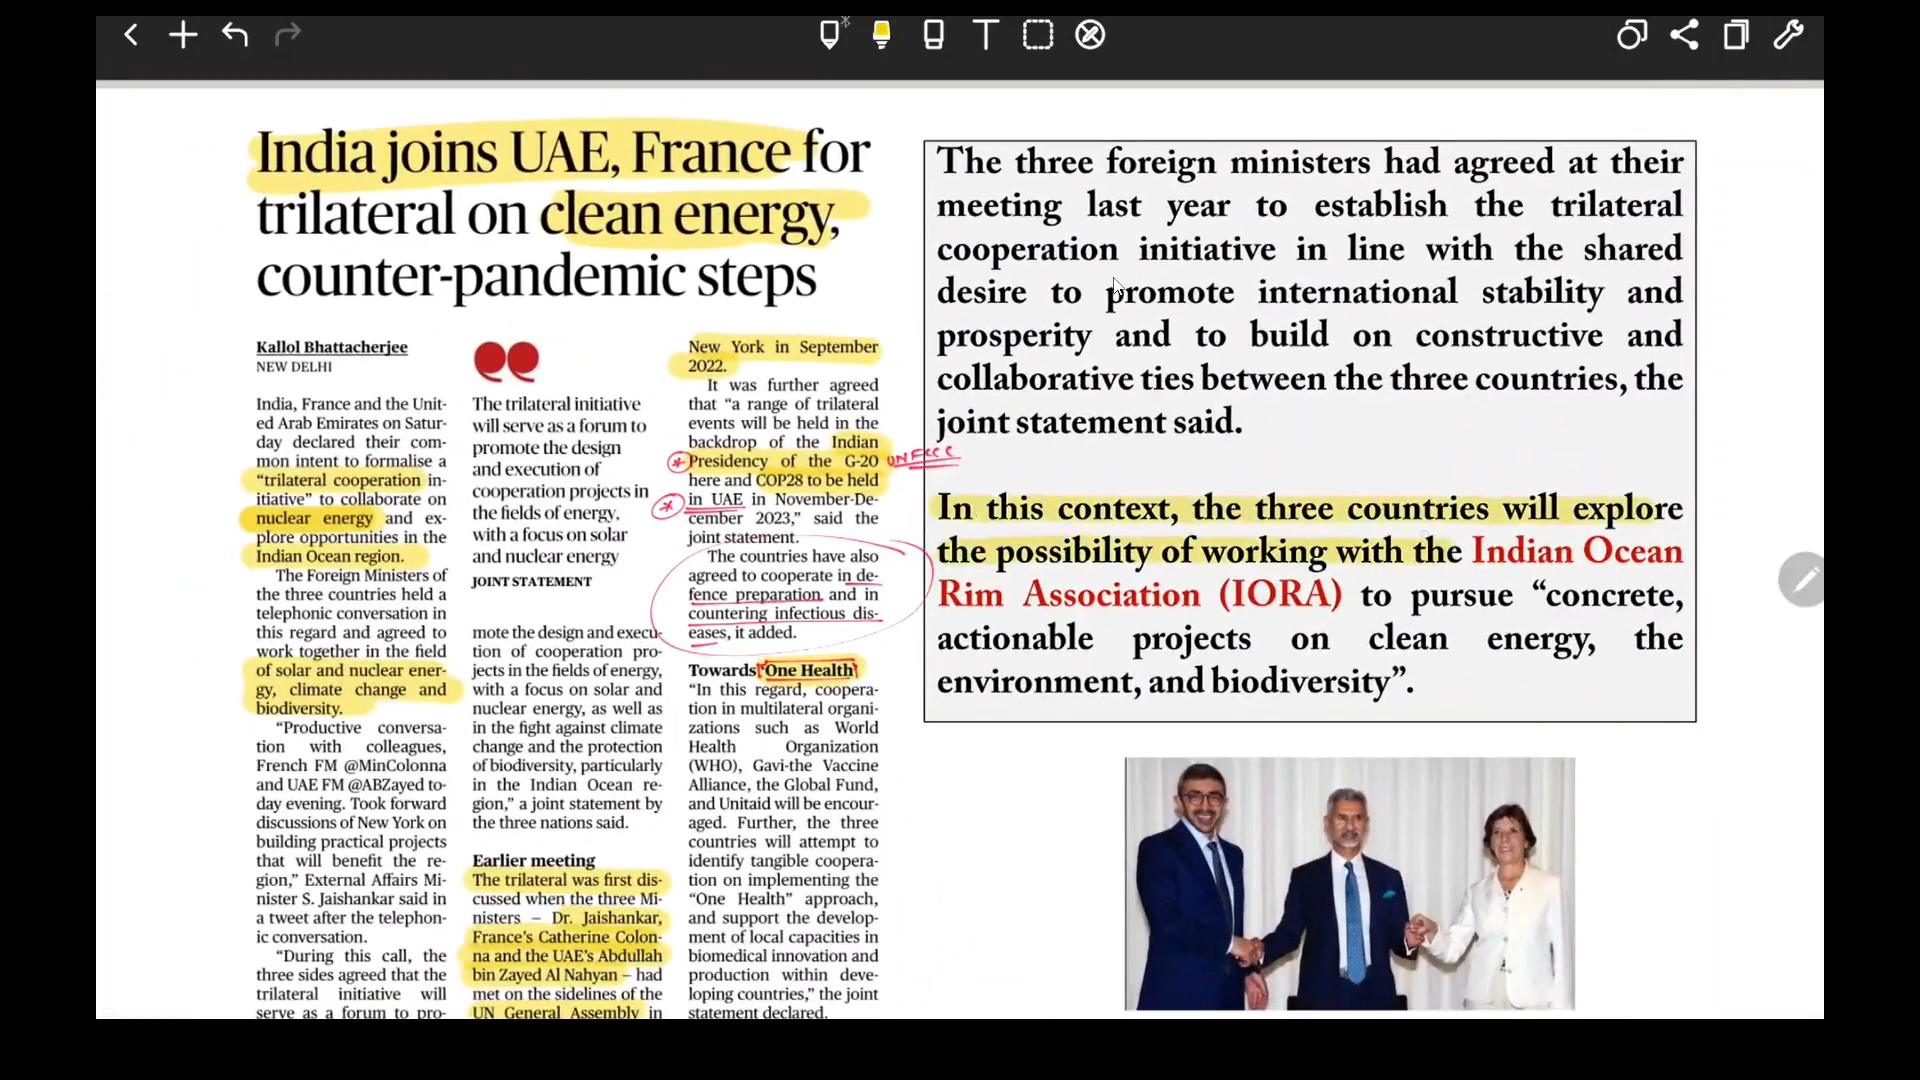 India joins UAE, France for
trilateral on clean energy,
counter-pandemic steps
Kallol Bhattacherjee
NEW DELHI
India, France and the Unit-
ed Arab Emirates on Satur-
day declared their com-
mon intent to formalise a
“trilateral cooperation in-
itiative” to collaborate on
nuclear energy and ex-
plore opportunities in the
Indian Ocean region.
The Foreign Ministers of
the three countries held a
telephonic conversation in
this regard and agreed to
work together in the field
of solar and nuclear ener-
gy, climate change and
biodiversity.
“Productive conversa-
tion with colleagues,
French FM @MinColonna
and UAE FM @ABZayed to-
day evening. Took forward
discussions of New York on
building practical projects
that will benefit the re-
gion,” External Affairs Mi-
nister S. Jaishankar said in
a tweet after the telephon-
ic conversation.
“During this call, the
three sides agreed that the
trilateral initiative will
serve as a forum to pro-
The trilateral initiative
will serve as a forum to
promote the design
and execution of
cooperation projects in
the fields of energy,
with a focus on solar
and nuclear energy
JOINT STATEMENT
mote the design and execu-
tion of cooperation pro-
jects in the fields of energy,
with a focus on solar and
nuclear energy, as well as
in the fight against climate
change and the protection
of biodiversity, particularly
in the Indian Ocean re-
gion,” a joint statement by
the three nations said.
Earlier meeting
The trilateral was first dis-
cussed when the three Mi-
nisters – Dr. Jaishankar,
France’s Catherine Colon-
na and the UAE’s Abdullah
bin Zayed Al Nahyan – had
met on the sidelines of the
UN General Assembly in
New York in September
2022.
It was further agreed
that “a range of trilateral
events will be held in the
backdrop of the Indian
Presidency of the G-20 UNFCCC
here and COP28 to be held
in UAE in November-De-
cember 2023,” said the
joint statement.
The countries have also
agreed to cooperate in de-
fence preparation and in
countering infectious dis-
eases, it added.
Towards ‘One Health’
“In this regard, coopera-
tion in multilateral organi-
zations such as World
Health Organization
(WHO), Gavi-the Vaccine
Alliance, the Global Fund,
and Unitaid will be encour-
aged. Further, the three
countries will attempt to
identify tangible coopera-
tion on implementing the
“One Health” approach,
and support the develop-
ment of local capacities in
biomedical innovation and
production within deve-
loping countries,” the joint
statement declared.
The three foreign ministers had agreed at their
meeting last year to establish the trilateral
cooperation initiative in line with the shared
desire to promote international stability and
prosperity and to build on constructive and
collaborative ties between the three countries, the
joint statement said.
In this context, the three countries will explore
the possibility of working with the Indian Ocean
Rim Association (IORA) to pursue “concrete,
actionable projects on clean energy, the
environment, and biodiversity”.